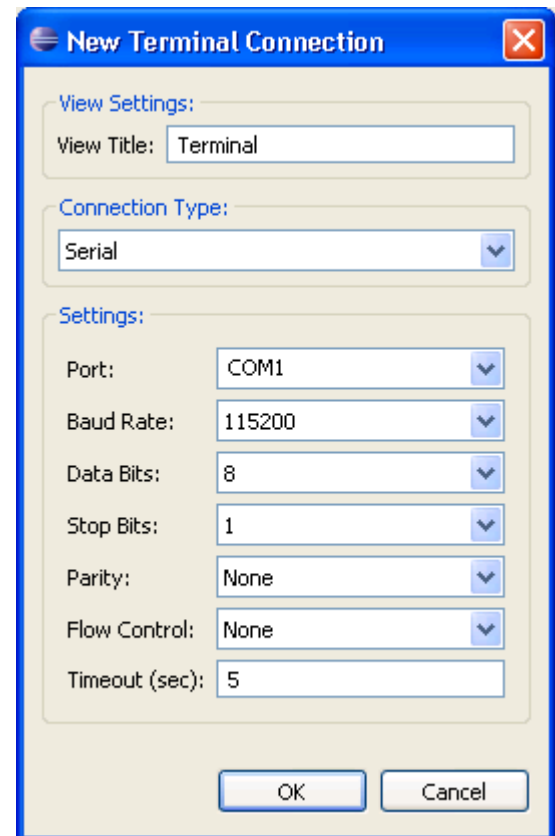 New Terminal Connection
View Settings:
View Title: Terminal
Connection Type:
Serial
Settings:
Port: COM1
Baud Rate: 115200
Data Bits: 8
Stop Bits: 1
Parity: None
Flow Control: None
Timeout (sec): 5
OK Cancel